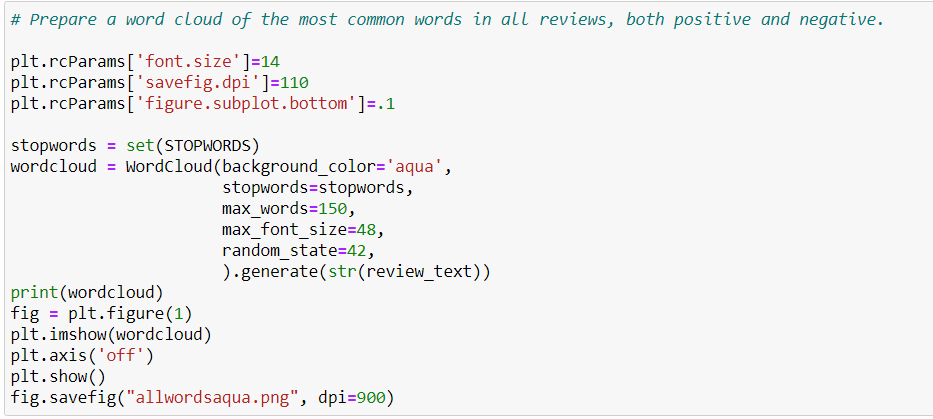 # Prepare a word cloud of the most common words in all reviews, both positive and negative.
plt.rcParams['font.size']=14
plt.rcParams['savefig.dpi']=110
plt.rcParams['figure.subplot.bottom']=.1
stopwords = set(STOPWORDS)
wordcloud = WordCloud(background_color='aqua',
stopwords=stopwords,
max_words=150,
max_font_size=48,
random_state=42,
).generate(str(review_text))
print(wordcloud)
fig = plt.figure(1)
plt.imshow(wordcloud)
plt.axis('off')
plt.show()
fig.savefig("allwordsaqua.png", dpi=900)